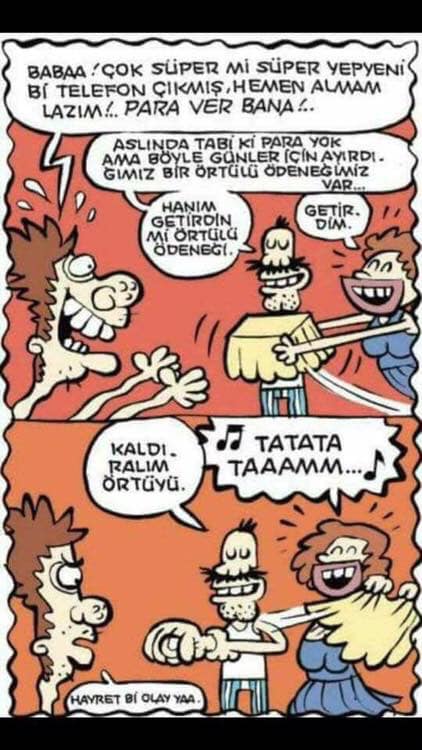 BABAA! ÇOK SÜPER Mİ SÜPER YEPYENİ
Bİ TELEFON ÇIKMIŞ, HEMEN ALMAM
LAZIM!. PARA VER BANA!..
ASLINDA TABİ Kİ PARA YOK
AMA BÖYLE GÜNLER İÇİN AYIRDI-
ĞIMIZ BİR ÖRTÜLÜ ÖDENEĞİMİZ
VAR...
HANIM
GETİRDİN
Mİ ÖRTÜLÜ
ÖDENEĞİ.
GETİR-
DİM.
KALDI-
RALIM
ÖRTÜYÜ.
TATATA
TAAAMM...
HAYRET Bİ OLAY YAA.